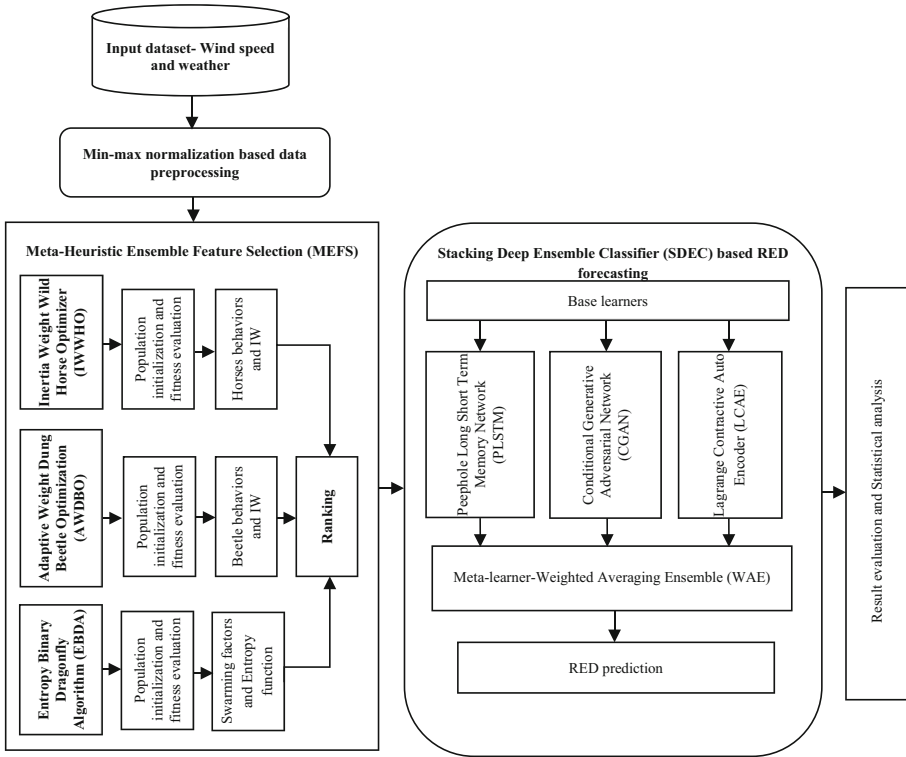 Input dataset- Wind speed
and weather
Min-max normalization based data
preprocessing
Meta-Heuristic Ensemble Feature Selection (MEFS)
Inertia Weight Wild
Horse Optimizer
(IWWHO)
Population
initialization and
fitness evaluation
Horses behaviors
and IW
Adaptive Weight Dung
Beetle Optimization
(AWDBO)
Population
initialization and
fitness evaluation
Beetle behaviors
and IW
Entropy Binary
Dragonfly
Algorithm (EBDA)
Population
initialization and
fitness evaluation
Swarming factors
and Entropy
function
Ranking
Stacking Deep Ensemble Classifier (SDEC) based RED
forecasting
Base learners
Peephole Long Short Term
Memory Network
(PLSTM)
Conditional Generative
Adversarial Network
(CGAN)
Lagrange Contractive Auto
Encoder (LCAE)
Meta-learner-Weighted Averaging Ensemble (WAE)
RED prediction
Result evaluation and Statistical analysis